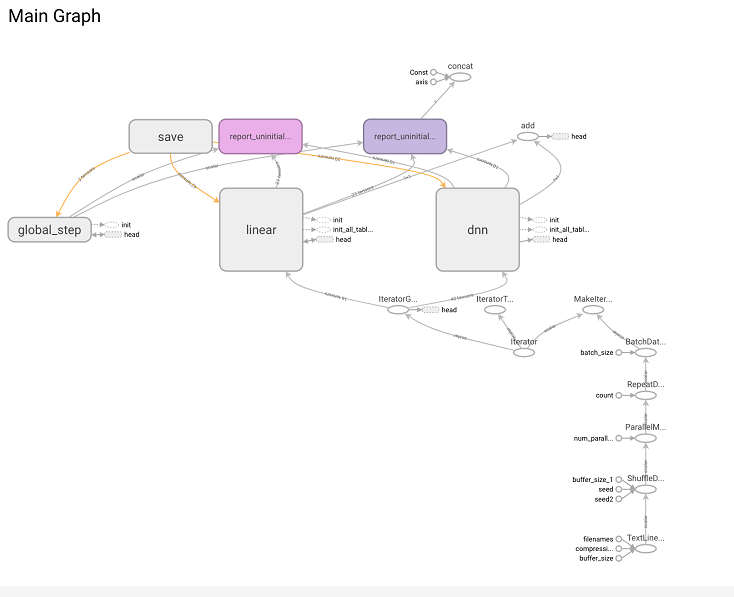 Main Graph
concat
Const
axis
add
head
save
report_uninitial...
report_uninitial...
global_step
init
head
linear
init
init_all_tabl...
head
dnn
init
init_all_tabl...
head
IteratorG...
head
IteratorT...
MakeIter...
Iterator
BatchDat...
batch_size
RepeatD...
count
ParallelM...
num_parall...
ShuffleD...
buffer_size_1
seed
seed2
TextLine...
filenames
compressi...
buffer_size